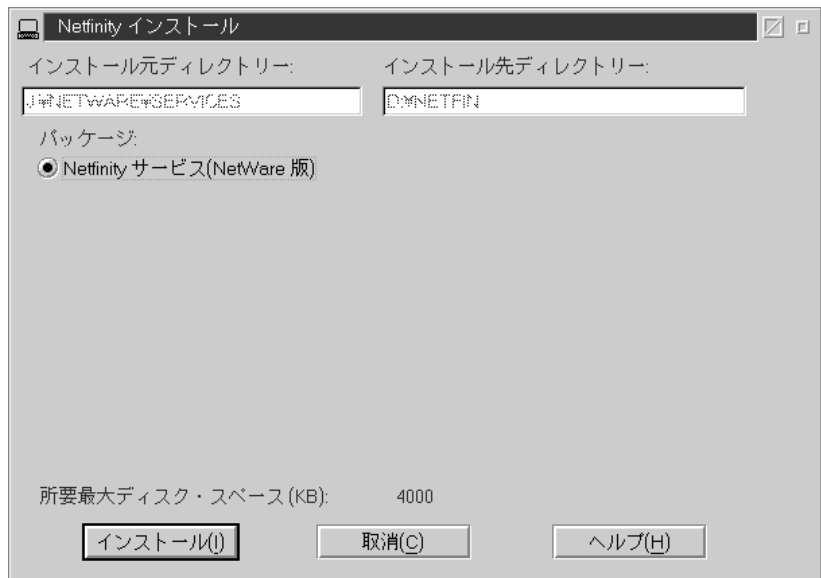 Netfinity インストール
インストール元ディレクトリー:
インストール先ディレクトリー:
J:¥NETWARE¥SERVICES
D:¥NETFIN
パッケージ:
Netfinity サービス(NetWare 版)
所要最大ディスク・スペース(KB): 4000
インストール(I)
取消(C)
ヘルプ(H)